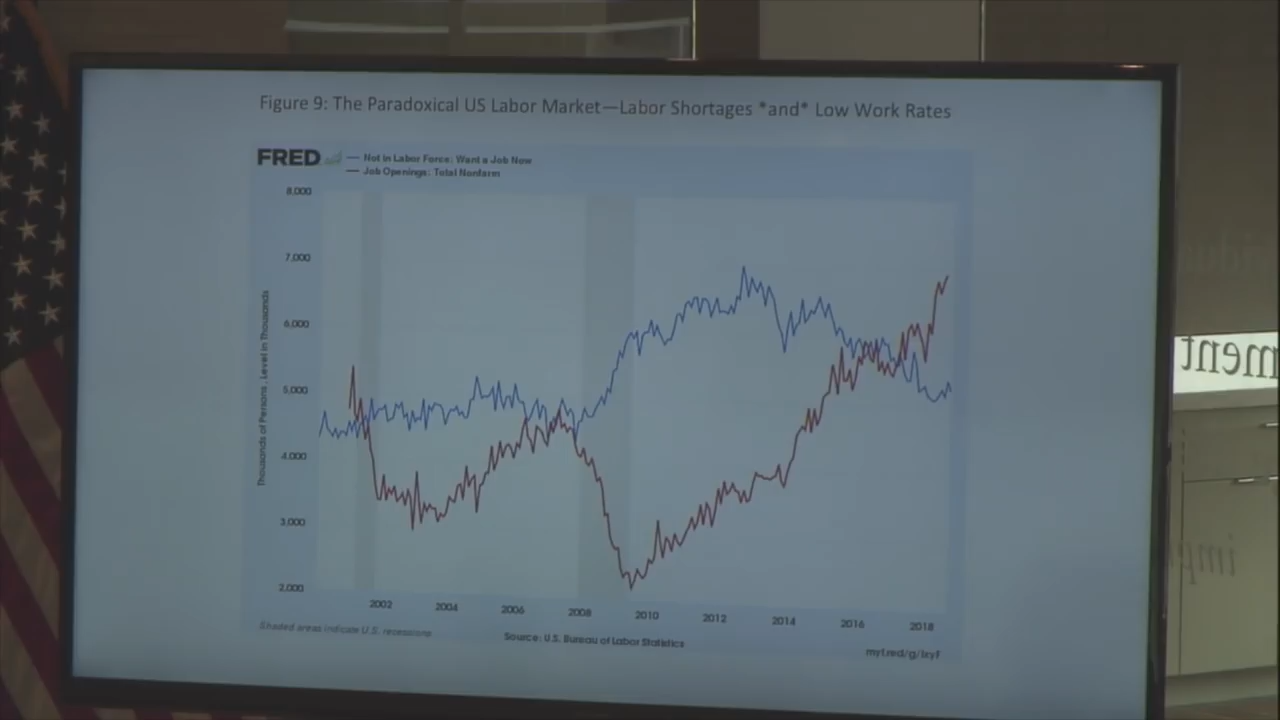 Figure 9: The Paradoxical US Labor Market—Labor Shortages *and* Low Work Rates
FRED
— Not in Labor Force: Want a Job Now
— Job Openings: Total Nonfarm
8,000
7,000
6,000
5,000
4,000
3,000
2,000
Thousands of Persons , Level in Thousands
2002 2004 2006 2008 2010 2012 2014 2016 2018
Shaded areas indicate U.S. recessions
Source: U.S. Bureau of Labor Statistics
ment
imp